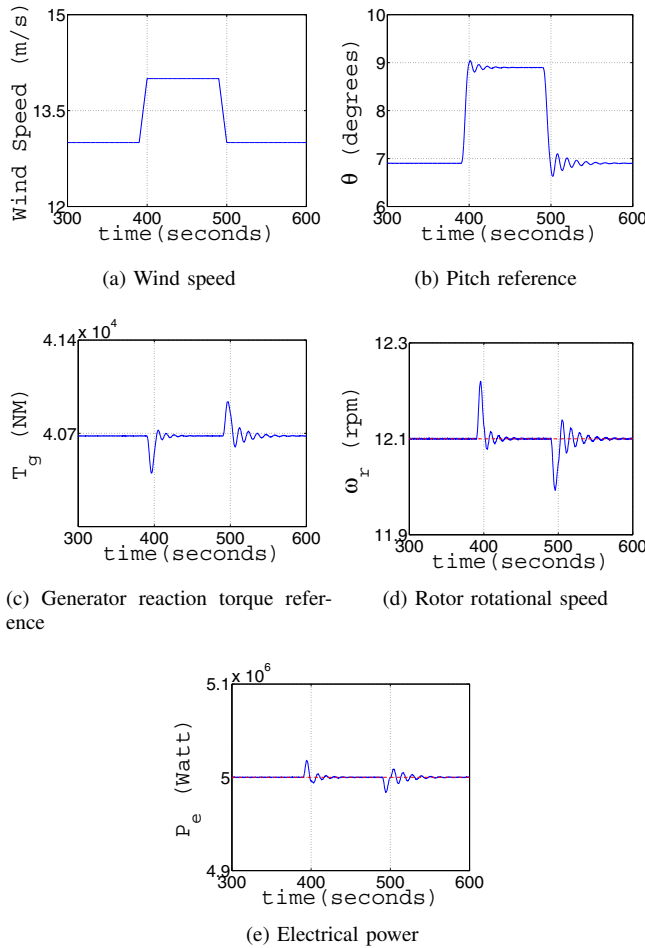 15
13.5
12
300 400 500 600
Wind Speed (m/s)
time(seconds)
(a) Wind speed
10
9
8
7
6
300 400 500 600
θ (degrees)
time(seconds)
(b) Pitch reference
4.14 x 10^4
4.07
300 400 500 600
T_g (NM)
time(seconds)
(c) Generator reaction torque refer-
ence
12.3
12.1
11.9
300 400 500 600
ω_r (rpm)
time(seconds)
(d) Rotor rotational speed
5.1 x 10^6
5
4.9
300 400 500 600
P_e (Watt)
time(seconds)
(e) Electrical power